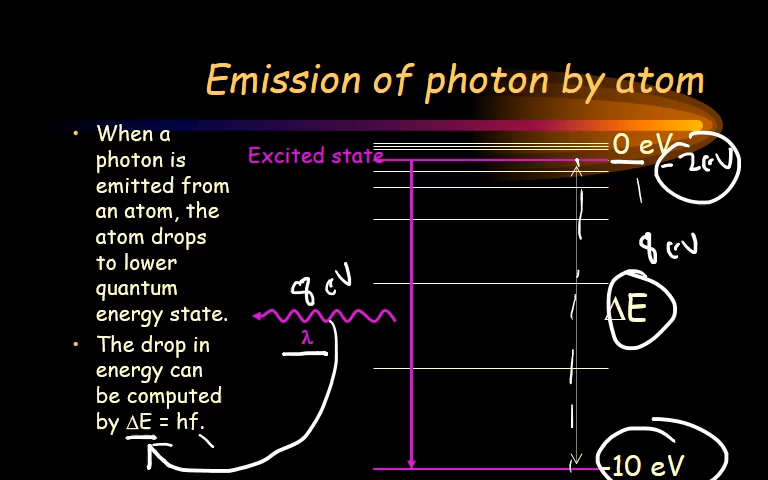 Emission of photon by atom
• When a
photon is
emitted from
an atom, the
atom drops
to lower
quantum
energy state.
• The drop in
energy can
be computed
by ΔE = hf.
Excited state
0 eV
-2eV
8 eV
8 eV
ΔE
λ
-10 eV